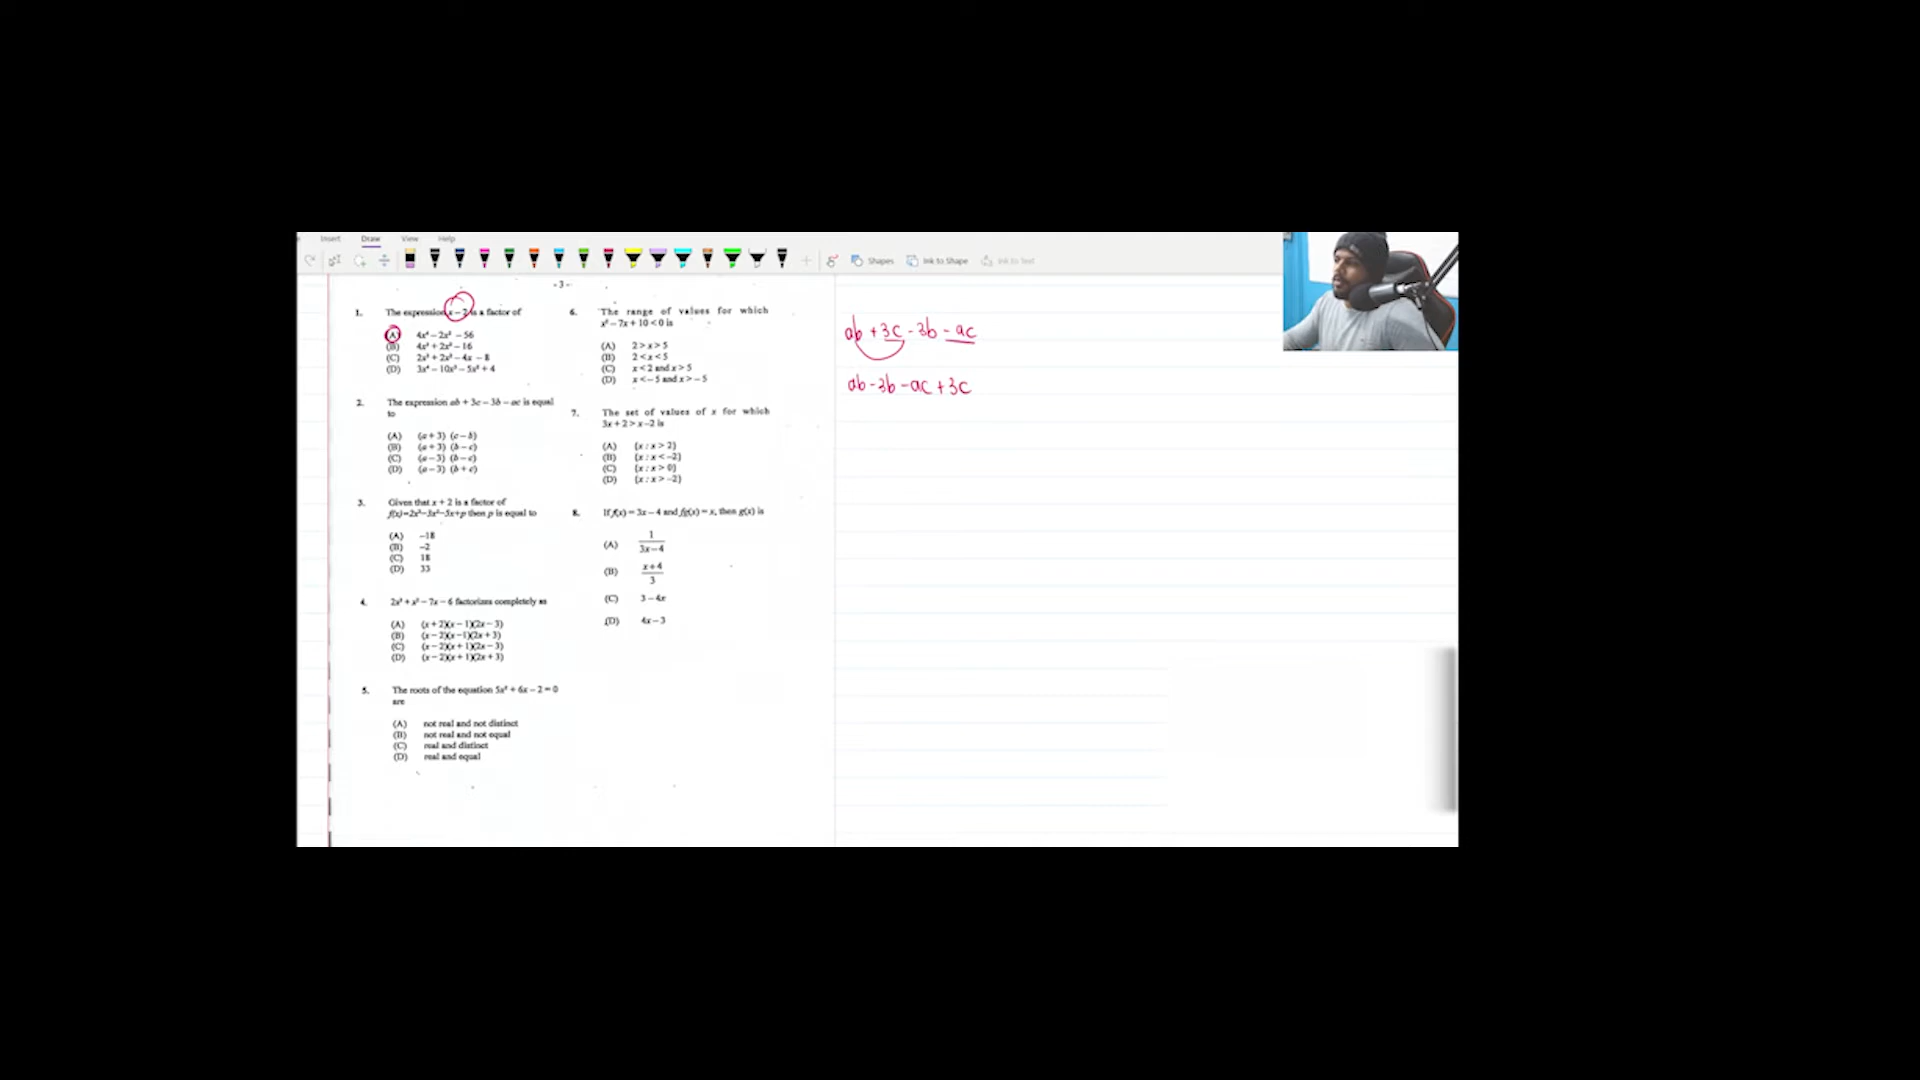 Insert Draw View Help
Shapes Ink to Shape Ink to Text
- 3 -
1. The expression x – 2 is a factor of
(A) 4x⁴ – 2x² – 56
(B) 4x³ + 2x² – 16
(C) 2x³ + 2x² – 4x – 8
(D) 3x⁴ – 10x³ – 5x² + 4
2. The expression ab + 3c – 3b – ac is equal
to
(A) (a + 3) (c – b)
(B) (a + 3) (b – c)
(C) (a – 3) (b – c)
(D) (a – 3) (b + c)
3. Given that x + 2 is a factor of
f(x)=2x³–3x²–5x+p then p is equal to
(A) –18
(B) –2
(C) 18
(D) 33
4. 2x³ + x² – 7x – 6 factorizes completely as
(A) (x + 2)(x – 1)(2x – 3)
(B) (x – 2)(x – 1)(2x + 3)
(C) (x – 2)(x + 1)(2x – 3)
(D) (x – 2)(x + 1)(2x + 3)
5. The roots of the equation 5x² + 6x – 2 = 0
are
(A) not real and not distinct
(B) not real and not equal
(C) real and distinct
(D) real and equal
6. The range of values for which
x² – 7x + 10 < 0 is
(A) 2 > x > 5
(B) 2 < x < 5
(C) x < 2 and x > 5
(D) x < – 5 and x > – 5
7. The set of values of x for which
3x + 2 > x – 2 is
(A) {x : x > 2}
(B) {x : x < –2}
(C) {x : x > 0}
(D) {x : x > –2}
8. If f(x) = 3x – 4 and fg(x) = x, then g(x) is
(A) 1
3x – 4
(B) x + 4
3
(C) 3 – 4x
(D) 4x – 3
ab + 3c - 3b - ac
ab - 3b - ac + 3c